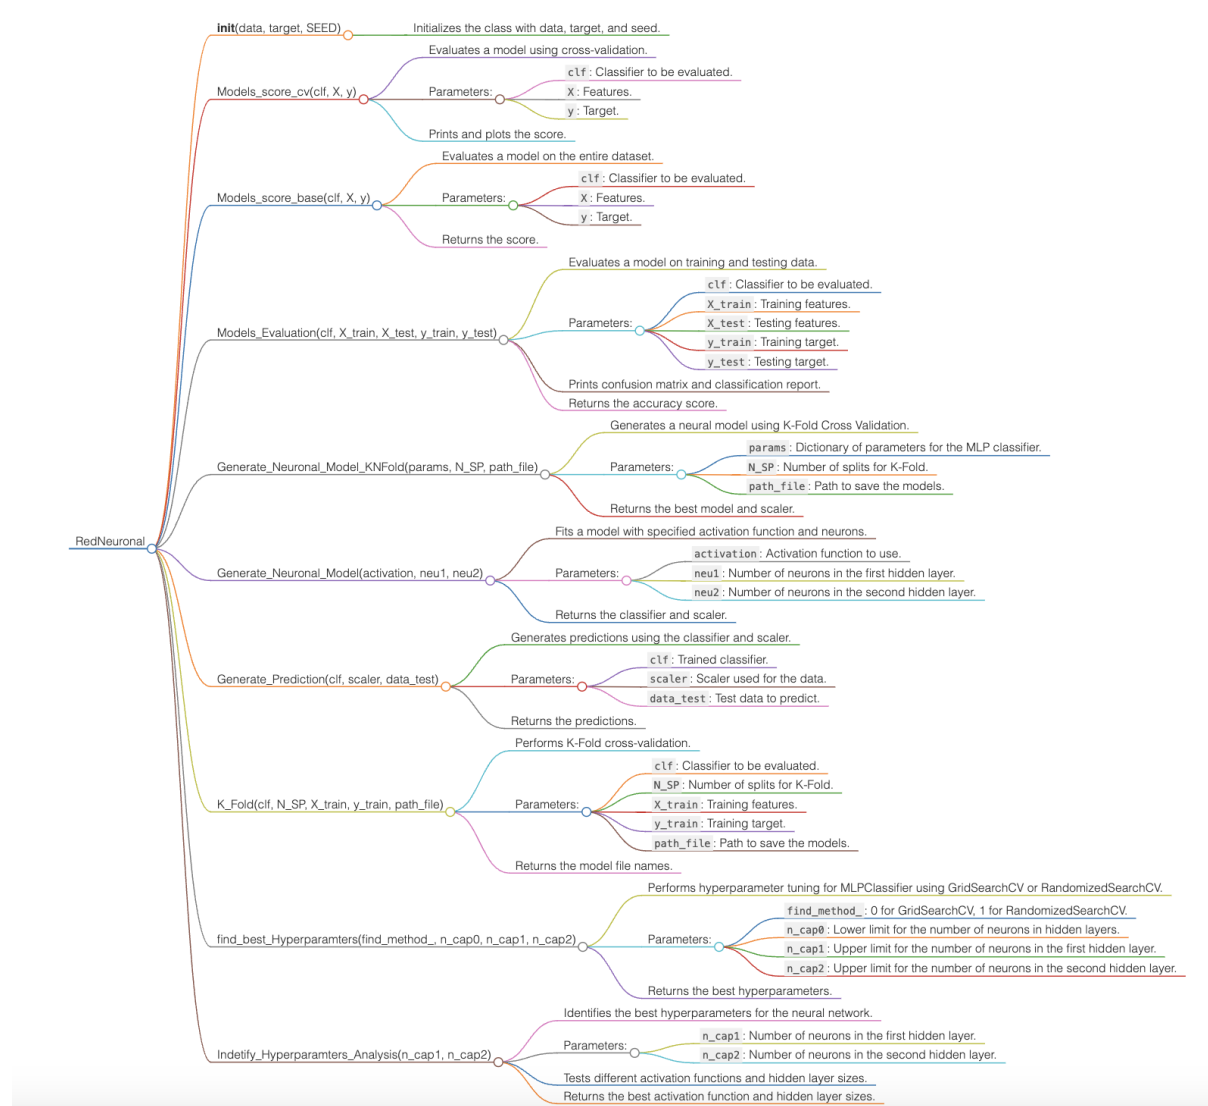 RedNeuronal
init(data, target, SEED)
Initializes the class with data, target, and seed.
Models_score_cv(clf, X, y)
Evaluates a model using cross-validation.
Parameters:
clf : Classifier to be evaluated.
X : Features.
y : Target.
Prints and plots the score.
Models_score_base(clf, X, y)
Evaluates a model on the entire dataset.
Parameters:
clf : Classifier to be evaluated.
X : Features.
y : Target.
Returns the score.
Models_Evaluation(clf, X_train, X_test, y_train, y_test)
Evaluates a model on training and testing data.
Parameters:
clf : Classifier to be evaluated.
X_train : Training features.
X_test : Testing features.
y_train : Training target.
y_test : Testing target.
Prints confusion matrix and classification report.
Returns the accuracy score.
Generate_Neuronal_Model_KNFold(params, N_SP, path_file)
Generates a neural model using K-Fold Cross Validation.
Parameters:
params : Dictionary of parameters for the MLP classifier.
N_SP : Number of splits for K-Fold.
path_file : Path to save the models.
Returns the best model and scaler.
Generate_Neuronal_Model(activation, neu1, neu2)
Fits a model with specified activation function and neurons.
Parameters:
activation : Activation function to use.
neu1 : Number of neurons in the first hidden layer.
neu2 : Number of neurons in the second hidden layer.
Returns the classifier and scaler.
Generate_Prediction(clf, scaler, data_test)
Generates predictions using the classifier and scaler.
Parameters:
clf : Trained classifier.
scaler : Scaler used for the data.
data_test : Test data to predict.
Returns the predictions.
K_Fold(clf, N_SP, X_train, y_train, path_file)
Performs K-Fold cross-validation.
Parameters:
clf : Classifier to be evaluated.
N_SP : Number of splits for K-Fold.
X_train : Training features.
y_train : Training target.
path_file : Path to save the models.
Returns the model file names.
find_best_Hyperparamters(find_method_, n_cap0, n_cap1, n_cap2)
Performs hyperparameter tuning for MLPClassifier using GridSearchCV or RandomizedSearchCV.
Parameters:
find_method_ : 0 for GridSearchCV, 1 for RandomizedSearchCV.
n_cap0 : Lower limit for the number of neurons in hidden layers.
n_cap1 : Upper limit for the number of neurons in the first hidden layer.
n_cap2 : Upper limit for the number of neurons in the second hidden layer.
Returns the best hyperparameters.
Indetify_Hyperparamters_Analysis(n_cap1, n_cap2)
Identifies the best hyperparameters for the neural network.
Parameters:
n_cap1 : Number of neurons in the first hidden layer.
n_cap2 : Number of neurons in the second hidden layer.
Tests different activation functions and hidden layer sizes.
Returns the best activation function and hidden layer sizes.